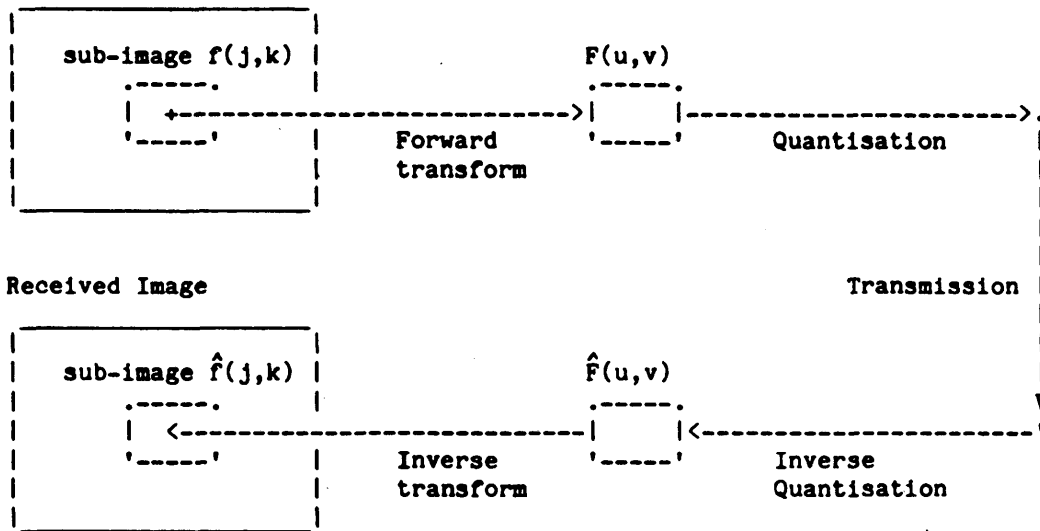 sub-image f(j,k) F(u,v)
Forward Quantisation
transform
Received Image Transmission
sub-image f̂(j,k) F̂(u,v)
Inverse Inverse
transform Quantisation